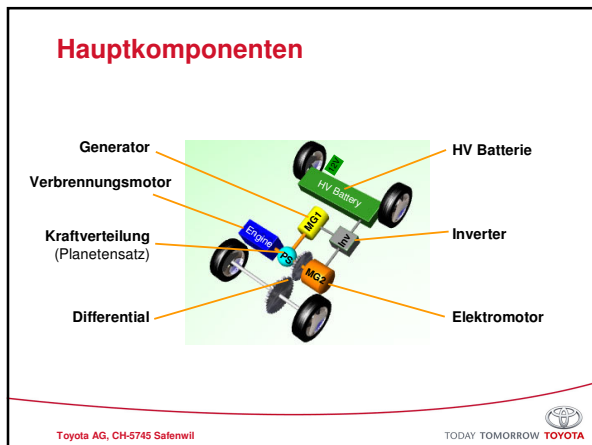 Hauptkomponenten
Generator
Verbrennungsmotor
Kraftverteilung
(Planetensatz)
Differential
12V
HV Battery
MG1
Engine
Inv
PS
MG2
HV Batterie
Inverter
Elektromotor
Toyota AG, CH-5745 Safenwil
TODAY TOMORROW TOYOTA